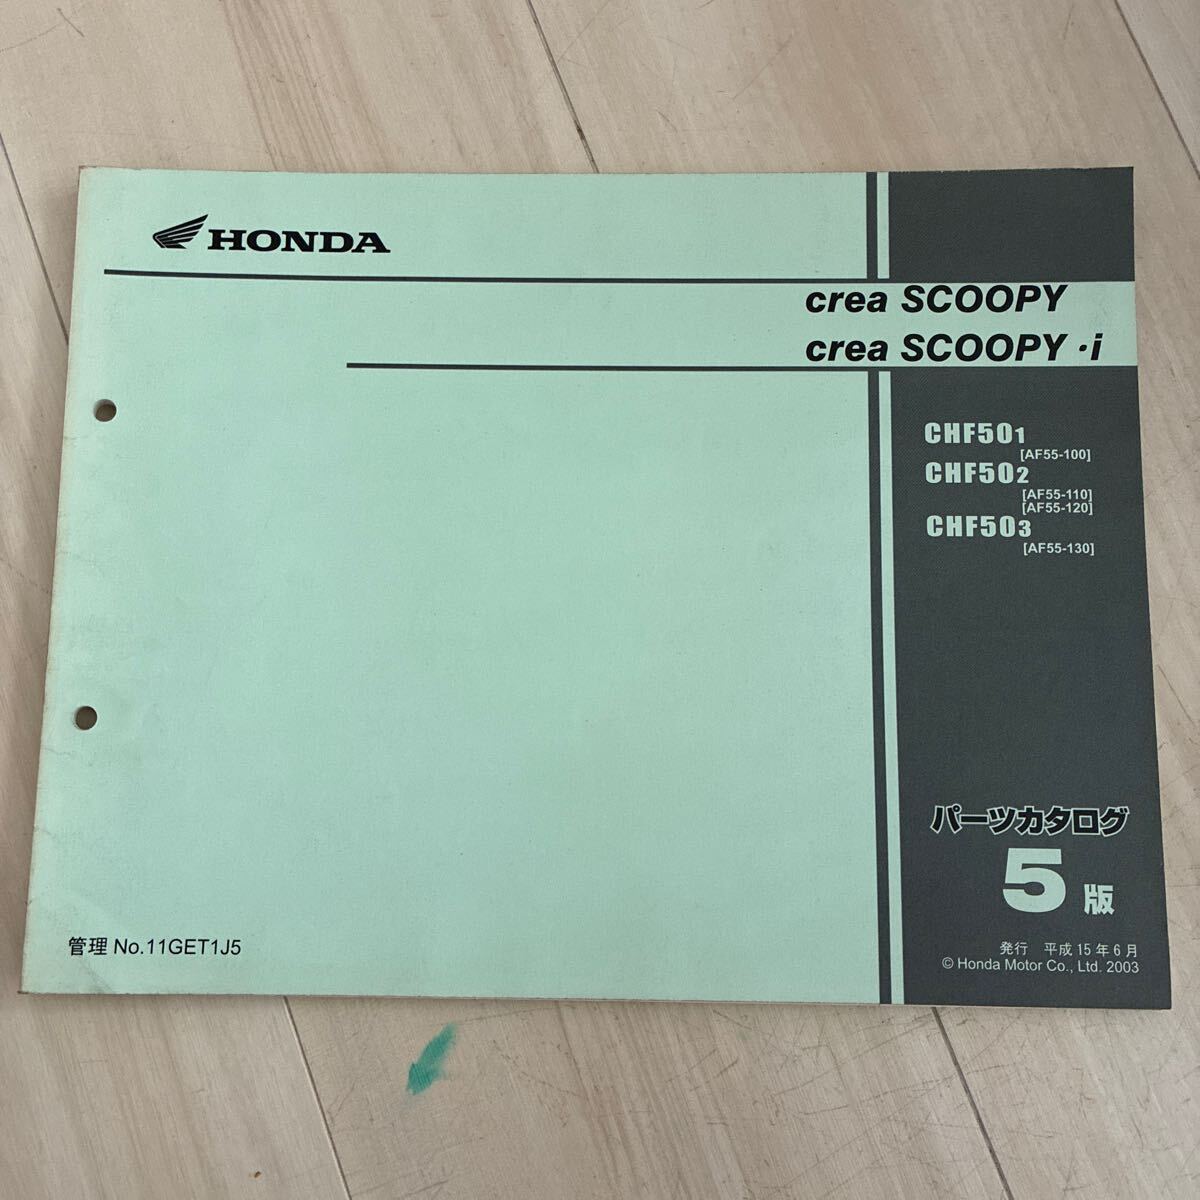 HONDA
crea SCOOPY
crea SCOOPY・i
CHF501
[AF55-100]
CHF502
[AF55-110]
[AF55-120]
CHF503
[AF55-130]
パーツカタログ
5版
発行 平成15年6月
© Honda Motor Co., Ltd. 2003
管理 No.11GET1J5